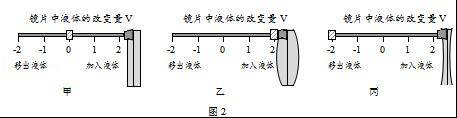 镜片中液体的改变量 V 镜片中液体的改变量 V 镜片中液体的改变量 V
-2 -1 0 1 2 -2 -1 0 1 2 -2 -1 0 1 2
移出液体 加入液体 移出液体 加入液体 移出液体 加入液体
甲 乙 丙
图 2